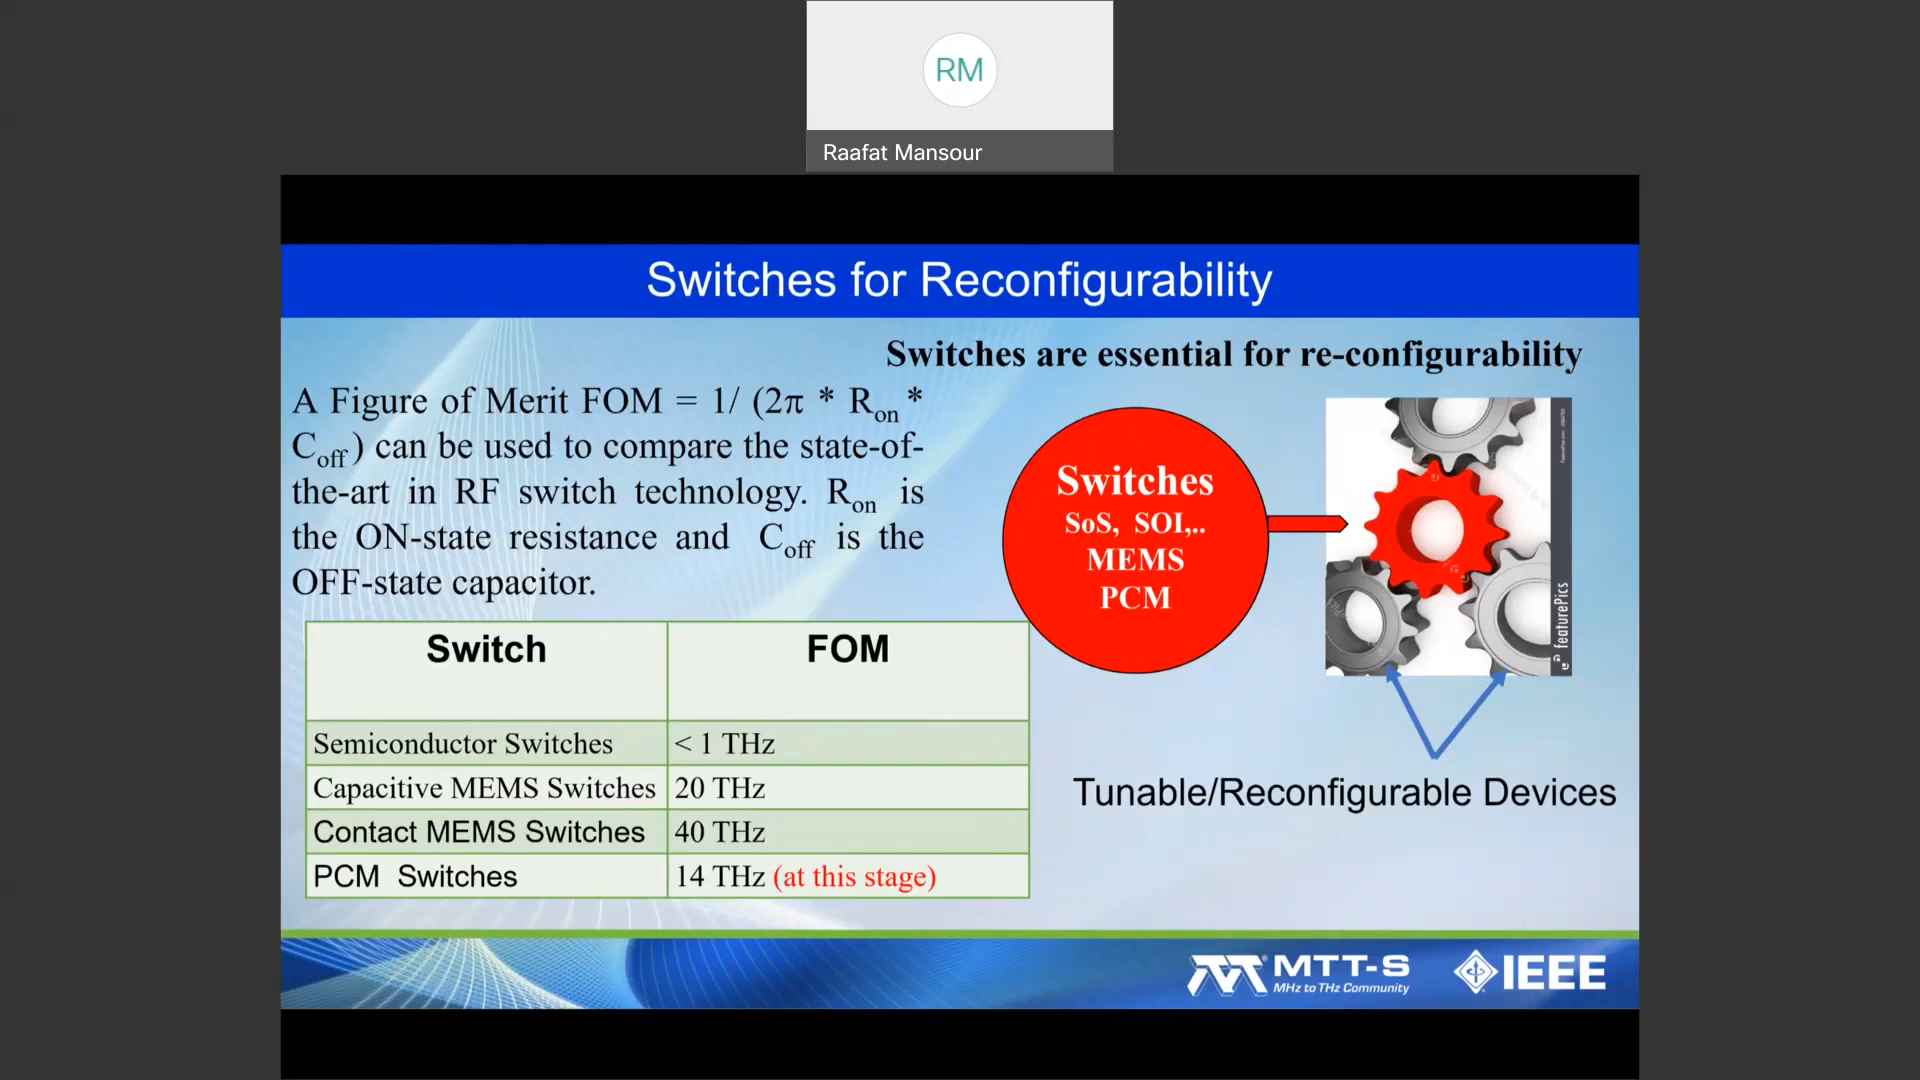 RM
Raafat Mansour
Switches for Reconfigurability
Switches are essential for re-configurability
A Figure of Merit FOM = 1/ (2π * Ron *
Coff ) can be used to compare the state-of-
the-art in RF switch technology. Ron is
the ON-state resistance and Coff is the
OFF-state capacitor.
Switches
SoS, SOI,..
MEMS
PCM
featurePics
Switch FOM
Semiconductor Switches < 1 THz
Capacitive MEMS Switches 20 THz
Contact MEMS Switches 40 THz
PCM Switches 14 THz (at this stage)
Tunable/Reconfigurable Devices
MTT-S
MHz to THz Community
IEEE